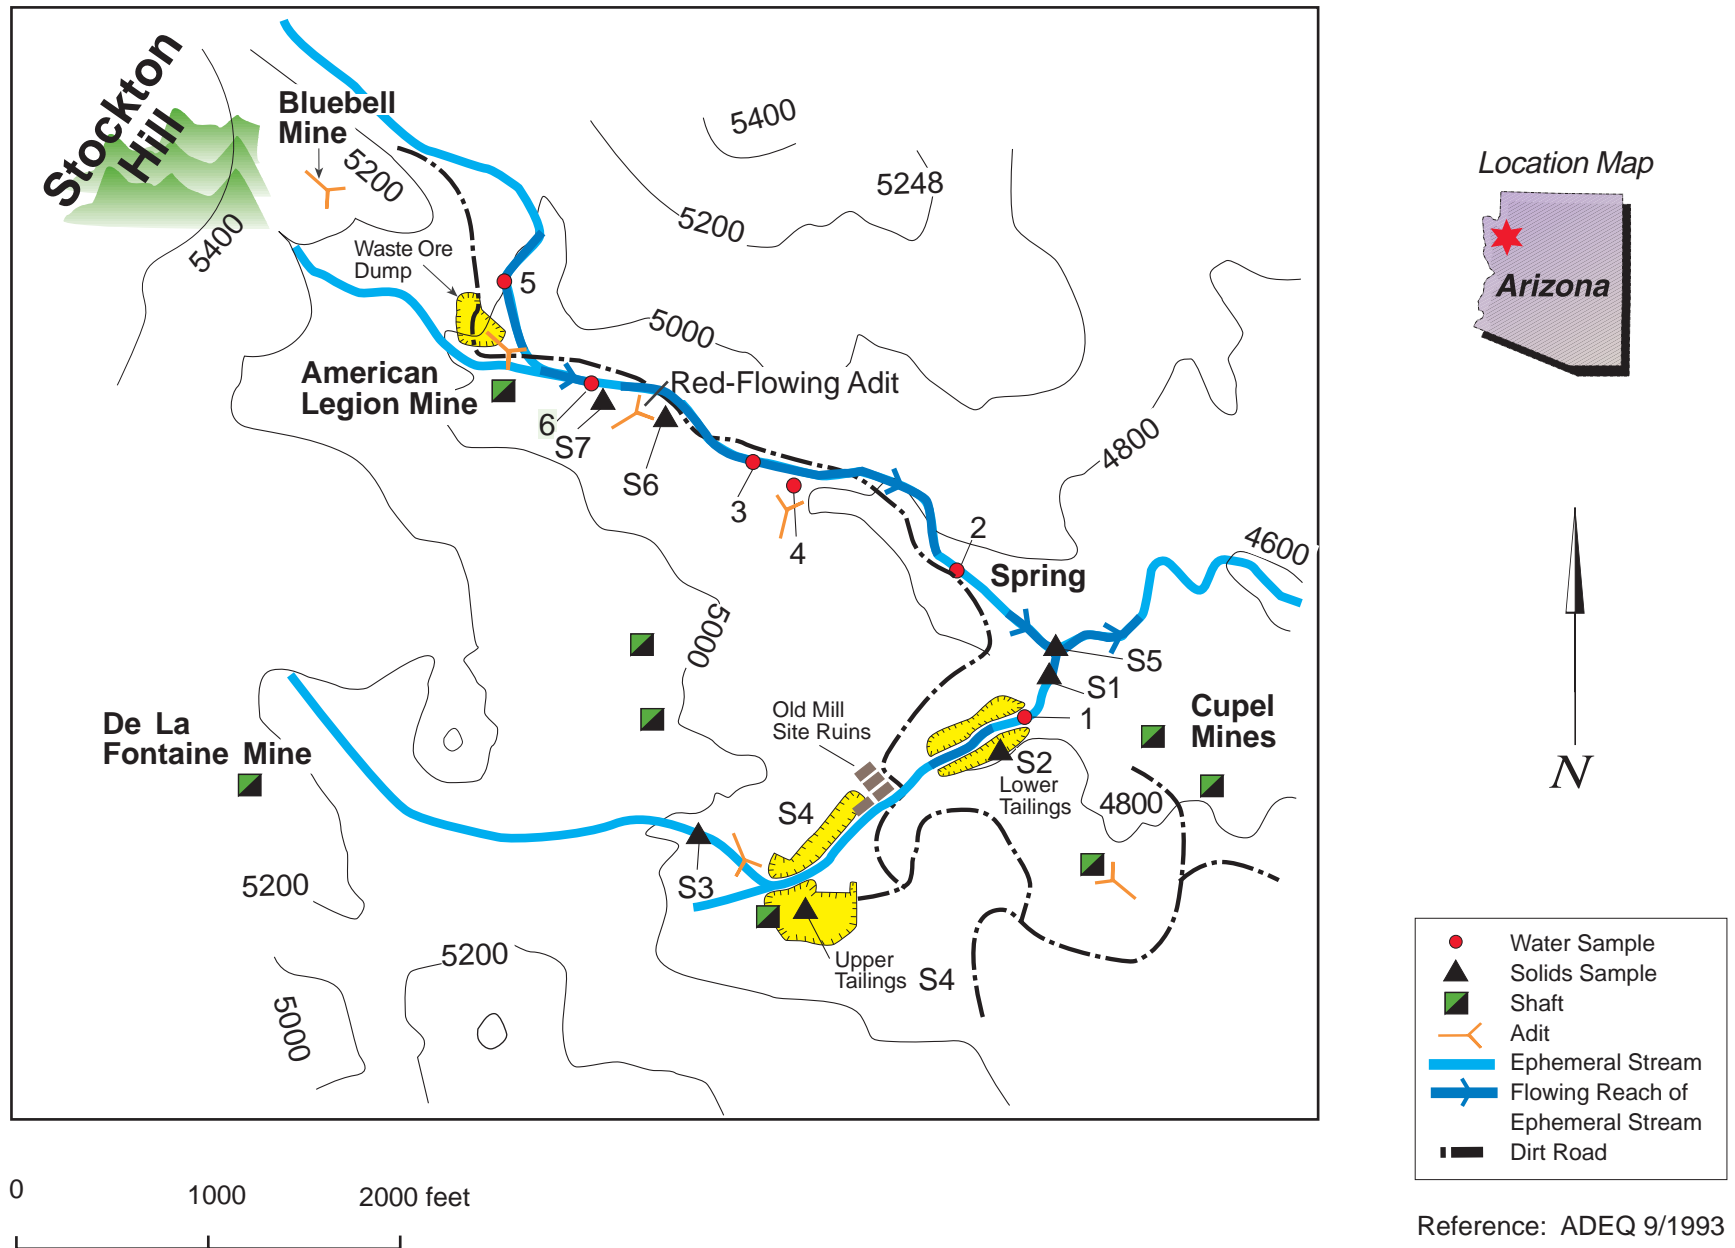 Stockton
Hill
Bluebell
Mine
5200
5400
5400
5248
5200
Waste Ore
Dump
5
5000
American
Legion Mine
Red-Flowing Adit
6
S7
S6
3
4
4800
2
Spring
4600
5000
S5
S1
1
Cupel
Mines
De La
Fontaine Mine
Old Mill
Site Ruins
S2
Lower
Tailings
4800
S4
S3
5200
5200
Upper
Tailings S4
5000
Location Map
Arizona
N
Water Sample
Solids Sample
Shaft
Adit
Ephemeral Stream
Flowing Reach of
Ephemeral Stream
Dirt Road
0
1000
2000 feet
Reference: ADEQ 9/1993